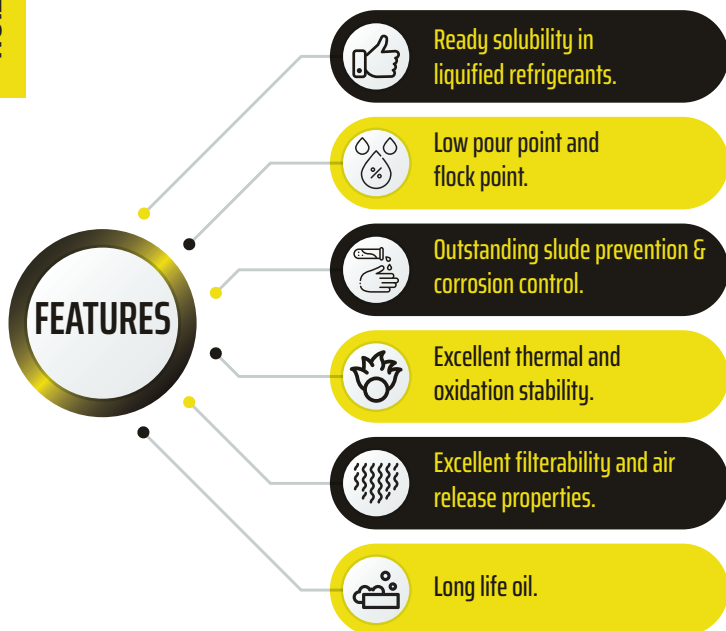 FEATURES
Ready solubility in
liquified refrigerants.
%
Low pour point and
flock point.
Outstanding slude prevention &
corrosion control.
Excellent thermal and
oxidation stability.
Excellent filterability and air
release properties.
Long life oil.